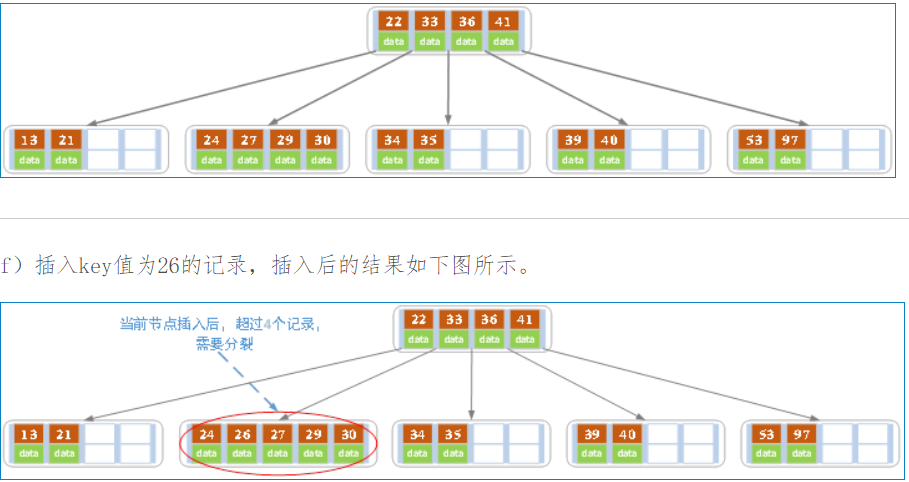 22 33 36 41
data data data data
13 21 24 27 29 30 34 35 39 40 53 97
data data data data data data data data data data data data
f）插入key值为26的记录，插入后的结果如下图所示。
当前节点插入后，超过4个记录，
需要分裂
22 33 36 41
data data data data
13 21 24 26 27 29 30 34 35 39 40 53 97
data data data data data data data data data data data data data